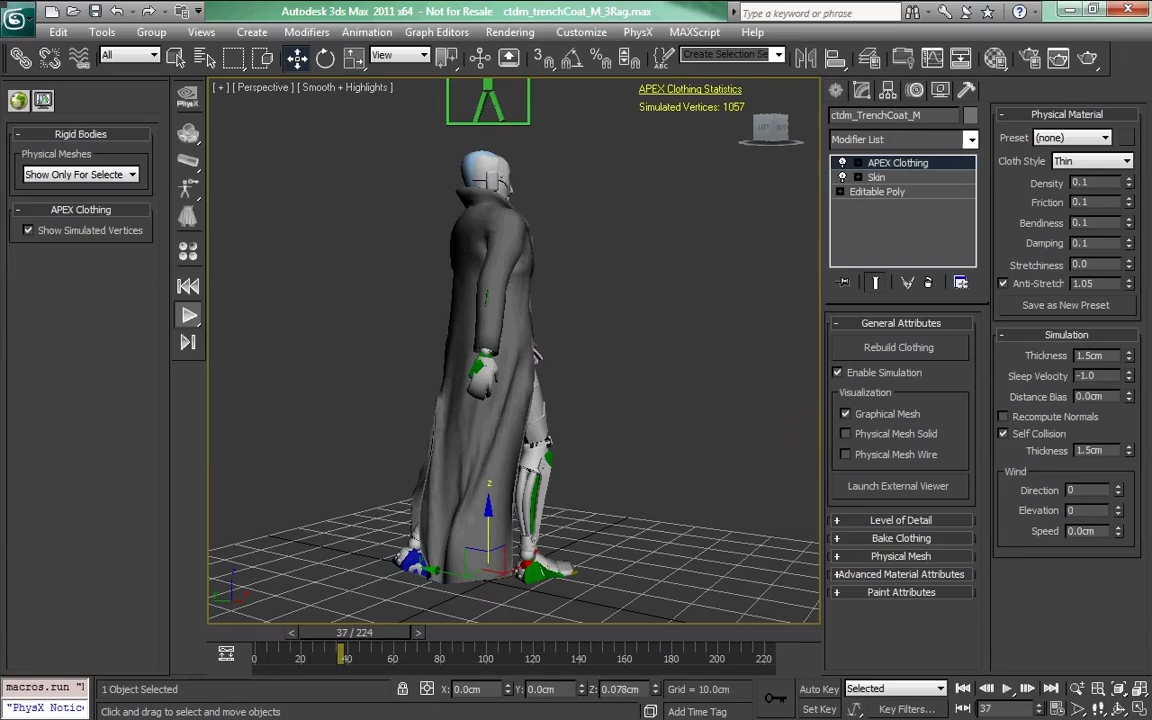 Autodesk 3ds Max 2011 x64 - Not for Resale ctdm_trenchCoat_M_3Rag.max
Type a keyword or phrase
Edit Tools Group Views Create Modifiers Animation Graph Editors Rendering Customize PhysX MAXScript Help
All View Create Selection Se
[ + ] [ Perspective ] [ Smooth + Highlights ]
APEX Clothing Statistics
Simulated Vertices: 1057
PhysX
Rigid Bodies
Physical Meshes
Show Only For Selecte
APEX Clothing
Show Simulated Vertices
LEFT
z
ctdm_TrenchCoat_M
Modifier List
APEX Clothing
Skin
Editable Poly
General Attributes
Rebuild Clothing
Enable Simulation
Visualization
Graphical Mesh
Physical Mesh Solid
Physical Mesh Wire
Launch External Viewer
Level of Detail
Bake Clothing
Physical Mesh
Advanced Material Attributes
Paint Attributes
Physical Material
Preset (none)
Cloth Style Thin
Density 0.1
Friction 0.1
Bendiness 0.1
Damping 0.1
Stretchiness 0.0
Anti-Stretch 1.05
Save as New Preset
Simulation
Thickness 1.5cm
Sleep Velocity -1.0
Distance Bias 0.0cm
Recompute Normals
Self Collision
Thickness 1.5cm
Wind
Direction 0
Elevation 0
Speed 0.0cm
< 37 / 224 >
0 20 40 60 80 100 120 140 160 180 200 220
macros.run "]
"PhysX Notic
1 Object Selected
X: 0.0cm Y: 0.0cm Z: 0.078cm Grid = 10.0cm
Auto Key Selected
Click and drag to select and move objects
Add Time Tag
Set Key Key Filters... 37